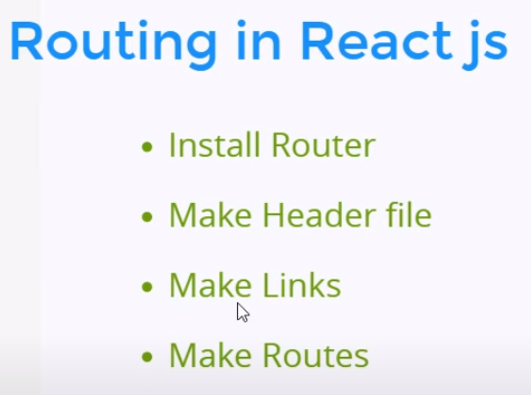 Routing in React js
• Install Router
• Make Header file
• Make Links
• Make Routes